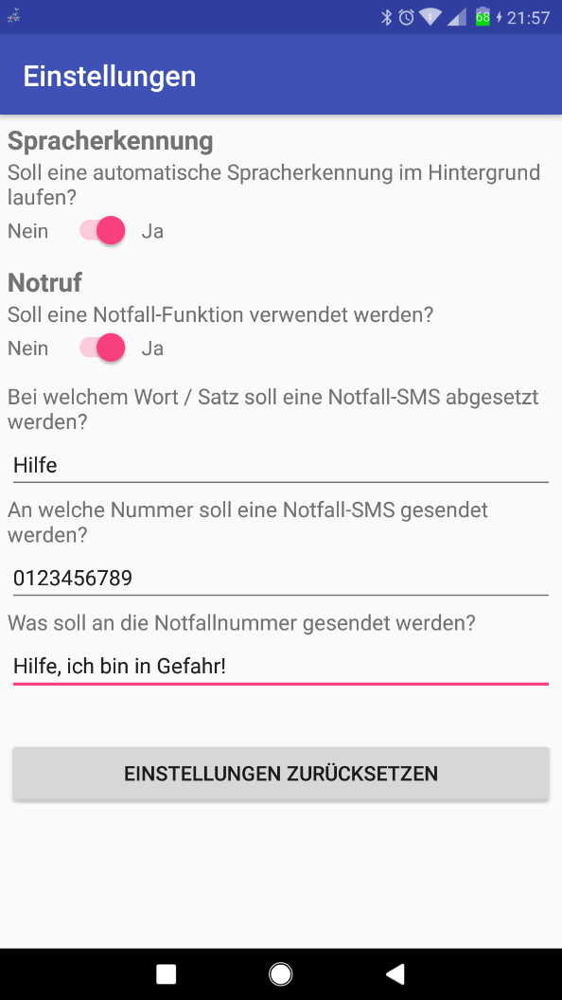 68 21:57
Einstellungen
Spracherkennung
Soll eine automatische Spracherkennung im Hintergrund
laufen?
Nein Ja
Notruf
Soll eine Notfall-Funktion verwendet werden?
Nein Ja
Bei welchem Wort / Satz soll eine Notfall-SMS abgesetzt
werden?
Hilfe
An welche Nummer soll eine Notfall-SMS gesendet
werden?
0123456789
Was soll an die Notfallnummer gesendet werden?
Hilfe, ich bin in Gefahr!
EINSTELLUNGEN ZURÜCKSETZEN